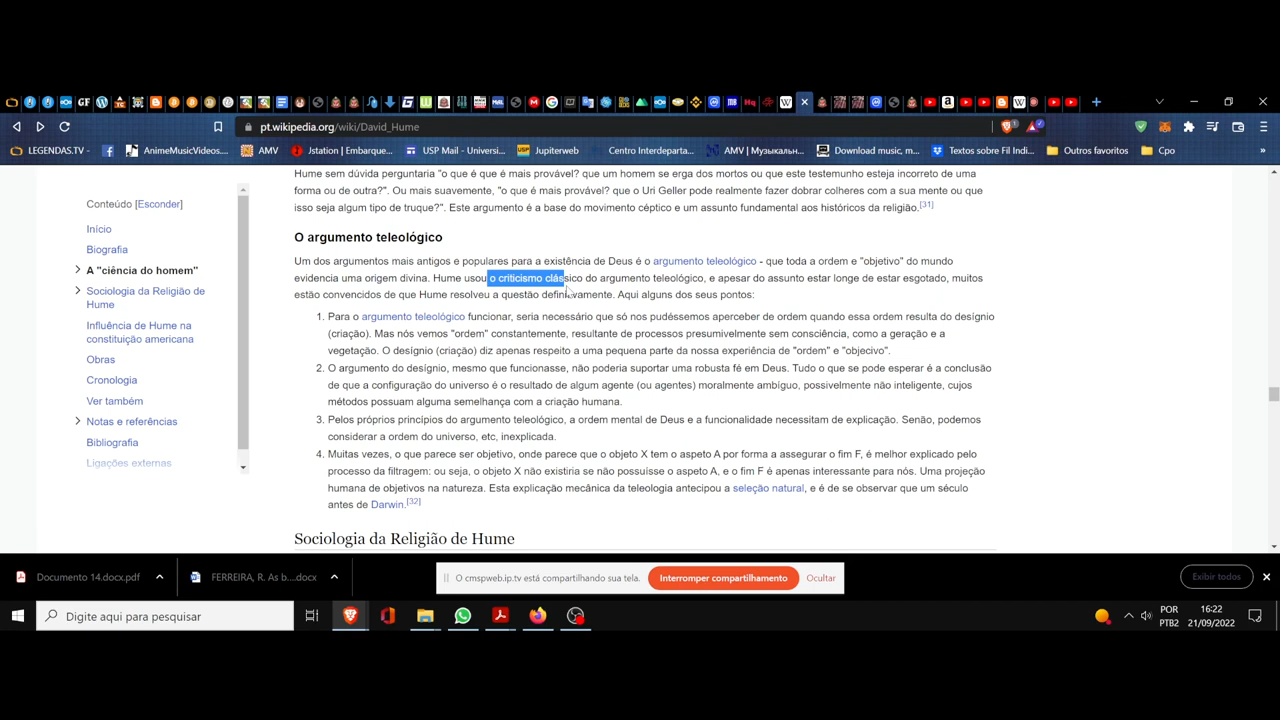 pt.wikipedia.org/wiki/David_Hume
LEGENDAS.TV
AnimeMusicVideos...
AMV
Jstation | Embarque...
USP Mail - Universi...
Jupiterweb
Centro Interdeparta...
AMV | Музыкальн...
Download music, m...
Textos sobre Fil Indi...
Outros favoritos
Cpo
Conteúdo [Esconder]
Início
Biografia
A "ciência do homem"
Sociologia da Religião de
Hume
Influência de Hume na
constituição americana
Obras
Cronologia
Ver também
Notas e referências
Bibliografia
Ligações externas
Hume sem dúvida perguntaria "o que é que é mais provável? que um homem se erga dos mortos ou que este testemunho esteja incorreto de uma
forma ou de outra?". Ou mais suavemente, "o que é mais provável? que o Uri Geller pode realmente fazer dobrar colheres com a sua mente ou que
isso seja algum tipo de truque?". Este argumento é a base do movimento céptico e um assunto fundamental aos históricos da religião.[31]
O argumento teleológico
Um dos argumentos mais antigos e populares para a existência de Deus é o argumento teleológico - que toda a ordem e "objetivo" do mundo
evidencia uma origem divina. Hume usou o criticismo clássico do argumento teleológico, e apesar do assunto estar longe de estar esgotado, muitos
estão convencidos de que Hume resolveu a questão definitivamente. Aqui alguns dos seus pontos:
1. Para o argumento teleológico funcionar, seria necessário que só nos pudéssemos aperceber de ordem quando essa ordem resulta do desígnio
(criação). Mas nós vemos "ordem" constantemente, resultante de processos presumivelmente sem consciência, como a geração e a
vegetação. O desígnio (criação) diz apenas respeito a uma pequena parte da nossa experiência de "ordem" e "objecivo".
2. O argumento do desígnio, mesmo que funcionasse, não poderia suportar uma robusta fé em Deus. Tudo o que se pode esperar é a conclusão
de que a configuração do universo é o resultado de algum agente (ou agentes) moralmente ambíguo, possivelmente não inteligente, cujos
métodos possuam alguma semelhança com a criação humana.
3. Pelos próprios princípios do argumento teleológico, a ordem mental de Deus e a funcionalidade necessitam de explicação. Senão, podemos
considerar a ordem do universo, etc, inexplicada.
4. Muitas vezes, o que parece ser objetivo, onde parece que o objeto X tem o aspeto A por forma a assegurar o fim F, é melhor explicado pelo
processo da filtragem: ou seja, o objeto X não existiria se não possuisse o aspeto A, e o fim F é apenas interessante para nós. Uma projeção
humana de objetivos na natureza. Esta explicação mecânica da teleologia antecipou a seleção natural, e é de se observar que um século
antes de Darwin.[32]
Sociologia da Religião de Hume
Documento 14.docx.pdf
FERREIRA, R. As b....docx
O cmspweb.ip.tv está compartilhando sua tela.
Interromper compartilhamento
Ocultar
Exibir todos
Digite aqui para pesquisar
POR
PTB2
16:22
21/09/2022